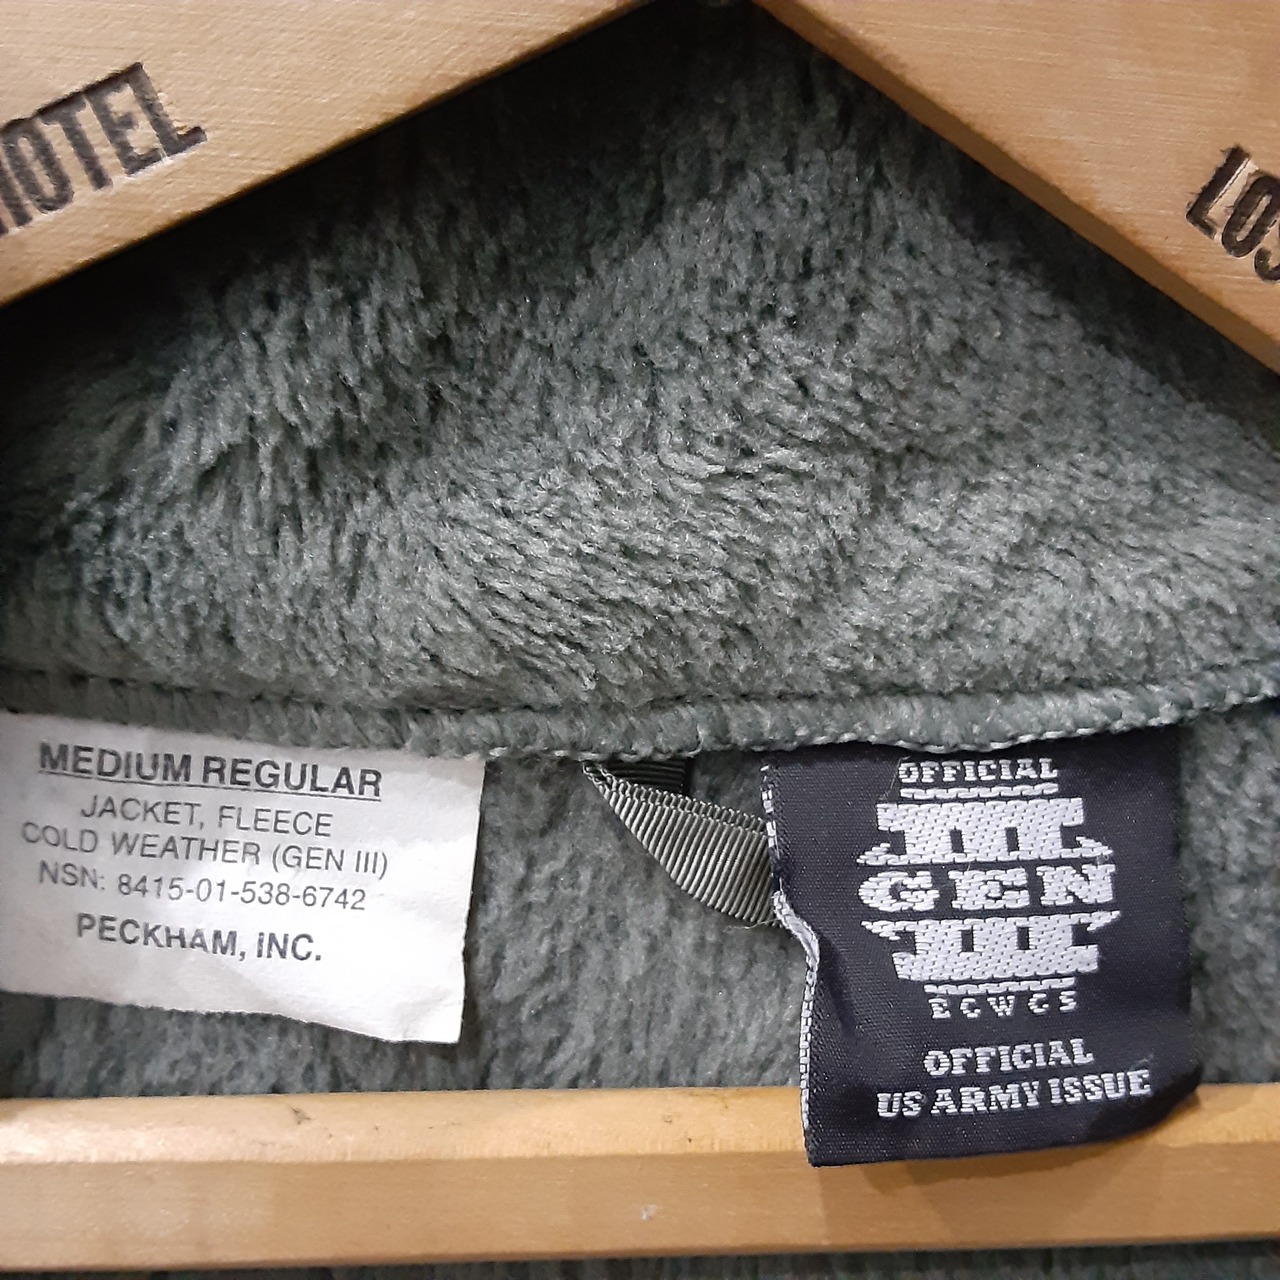 HOTEL
LOS
MEDIUM REGULAR
JACKET, FLEECE
COLD WEATHER (GEN III)
NSN: 8415-01-538-6742
PECKHAM, INC.
OFFICIAL
III
GEN
III
ECWCS
OFFICIAL
US ARMY ISSUE